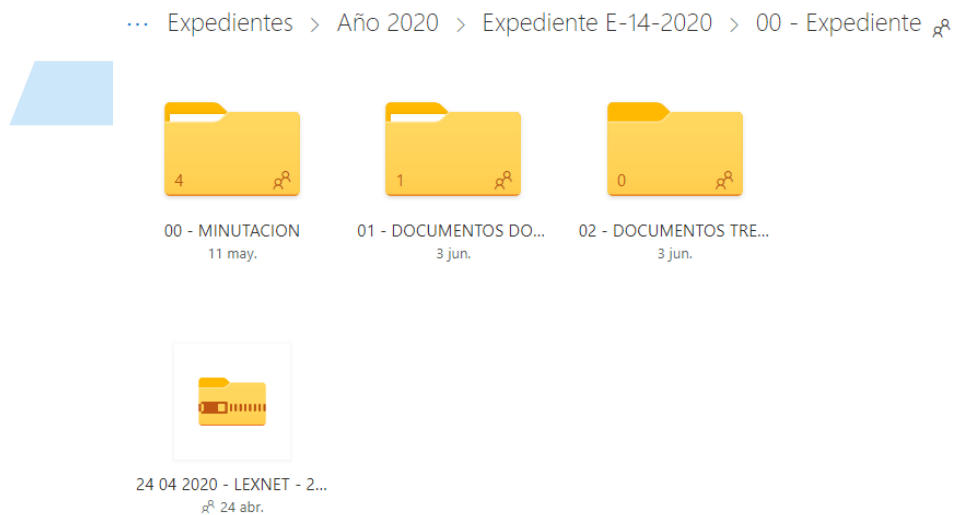 ... Expedientes > Año 2020 > Expediente E-14-2020 > 00 - Expediente
4
1
0
00 - MINUTACION
01 - DOCUMENTOS DO...
02 - DOCUMENTOS TRE...
11 may.
3 jun.
3 jun.
24 04 2020 - LEXNET - 2...
24 abr.